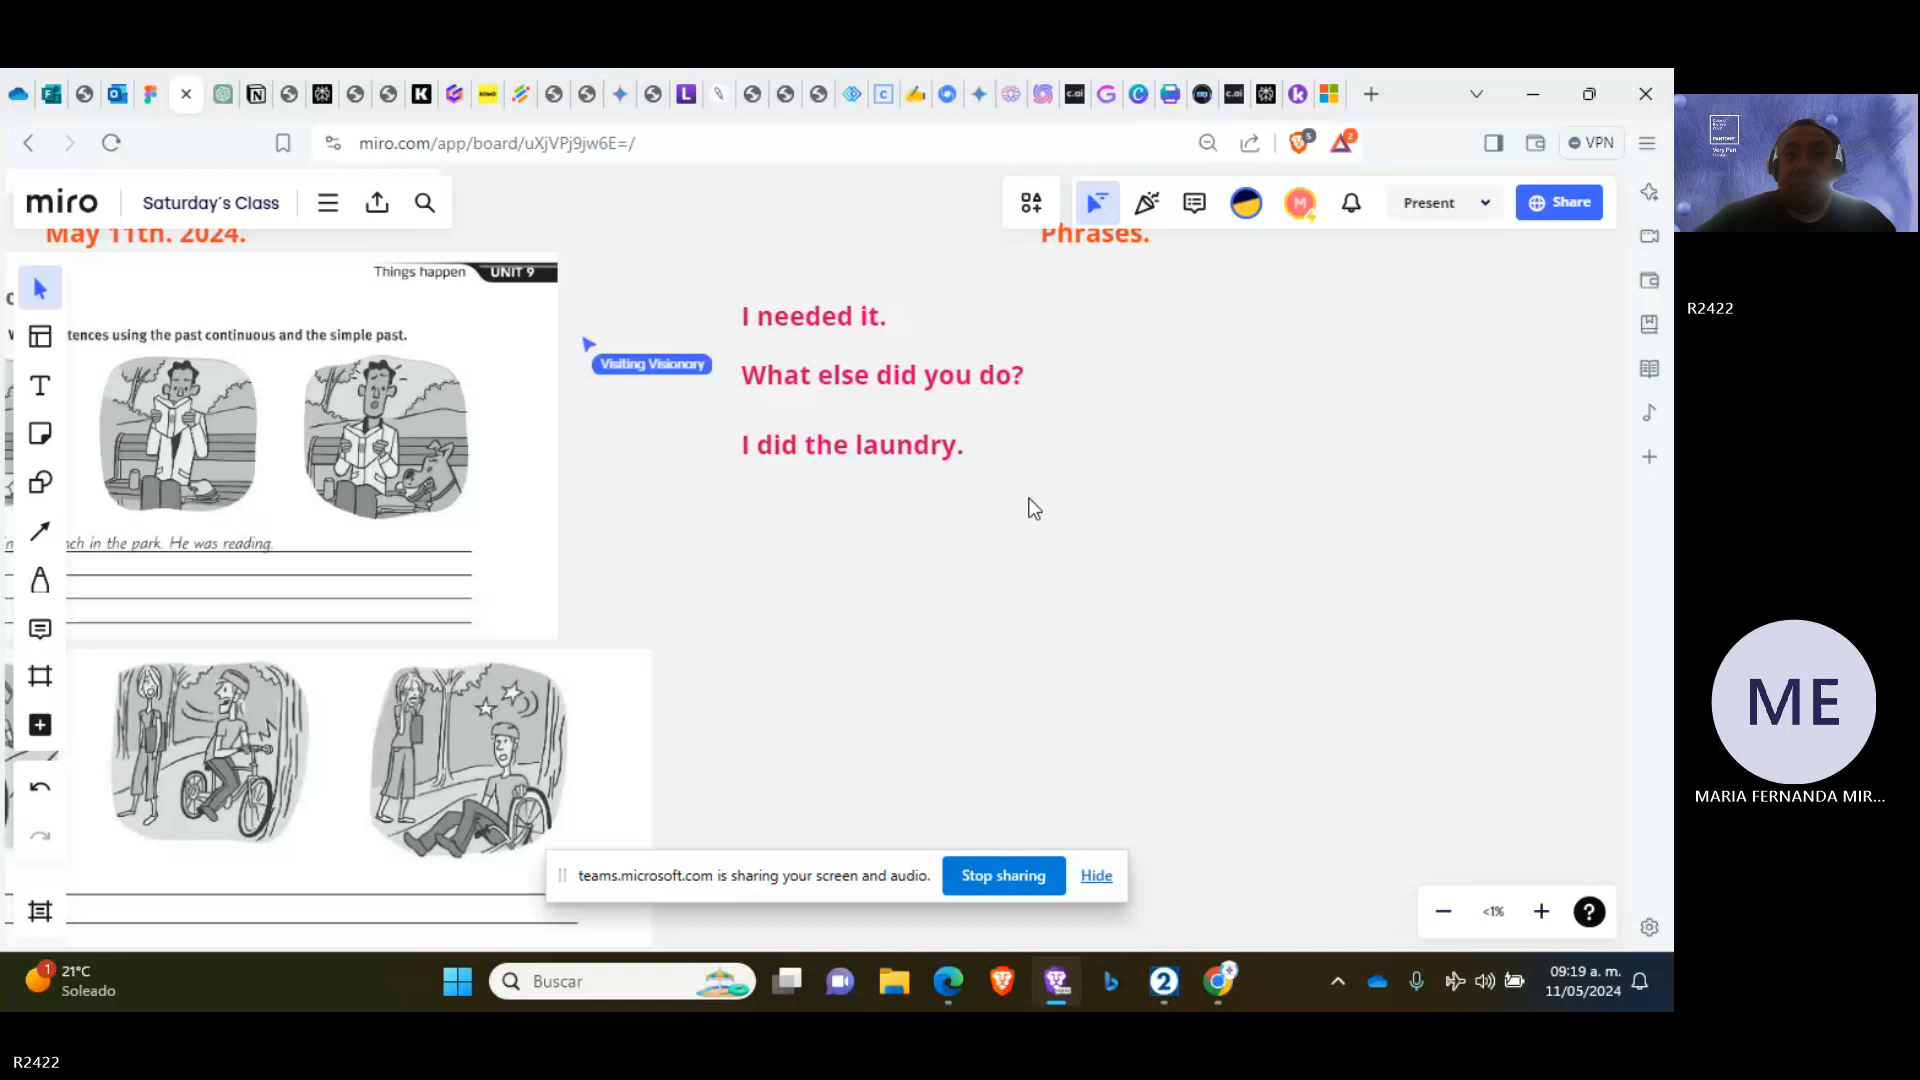 miro.com/app/board/uXjVPj9jw6E=/
5
2
VPN
miro
Saturday´s Class
Present
Share
M
May 11th. 2024.
Phrases.
Things happen
UNIT 9
tences using the past continuous and the simple past.
I needed it.
Visiting Visionary
What else did you do?
I did the laundry.
ch in the park. He was reading.
teams.microsoft.com is sharing your screen and audio.
Stop sharing
Hide
<1%
1
21°C
Soleado
Buscar
09:19 a. m.
11/05/2024
R2422
ME
MARIA FERNANDA MIR...
R2422